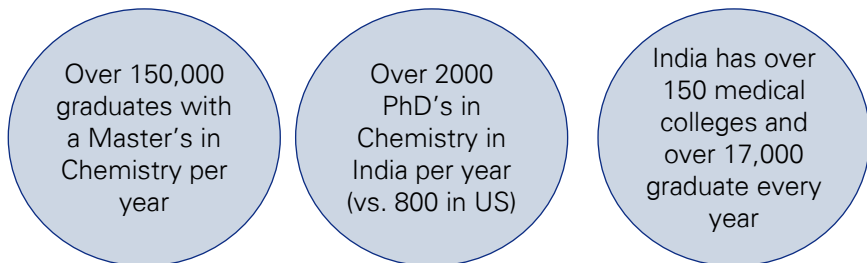 Over 150,000
graduates with
a Master's in
Chemistry per
year
Over 2000
PhD's in
Chemistry in
India per year
(vs. 800 in US)
India has over
150 medical
colleges and
over 17,000
graduate every
year